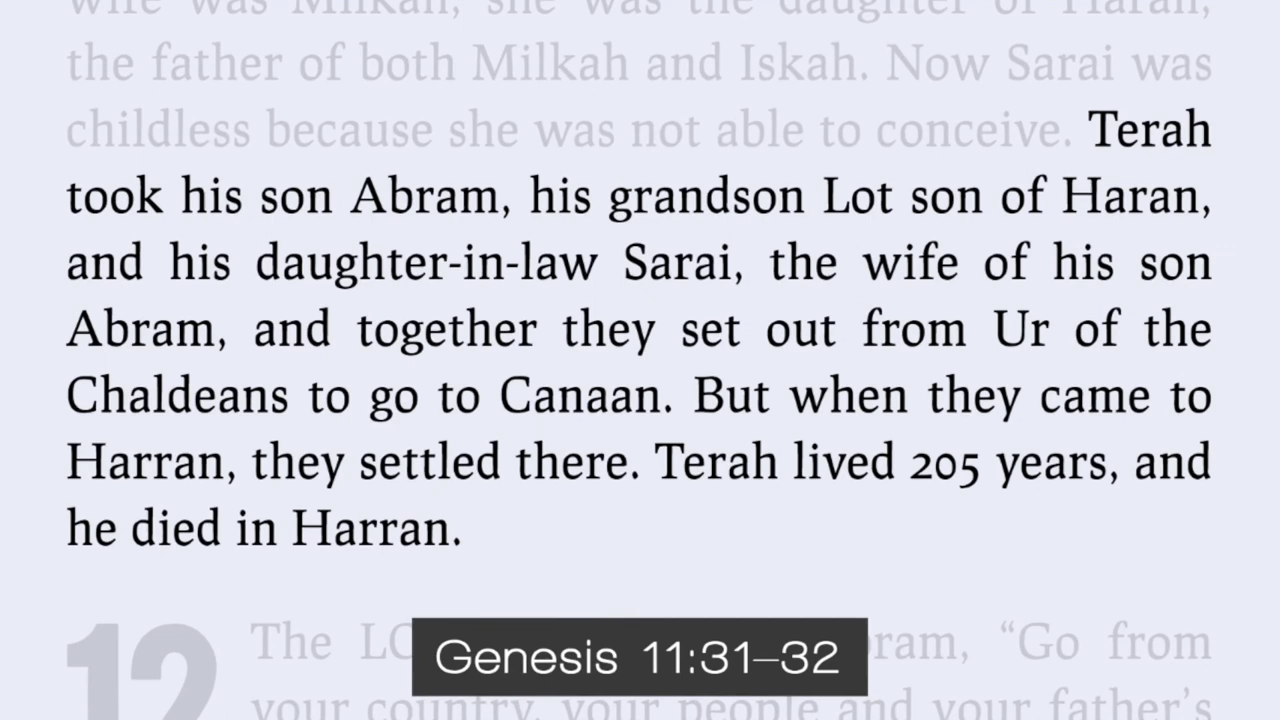 wife was Milkah, she was the daughter of Haran,
the father of both Milkah and Iskah. Now Sarai was
childless because she was not able to conceive. Terah
took his son Abram, his grandson Lot son of Haran,
and his daughter-in-law Sarai, the wife of his son
Abram, and together they set out from Ur of the
Chaldeans to go to Canaan. But when they came to
Harran, they settled there. Terah lived 205 years, and
he died in Harran.
12 The “Go from
your country, your people and your father’s
Genesis 11:31–32